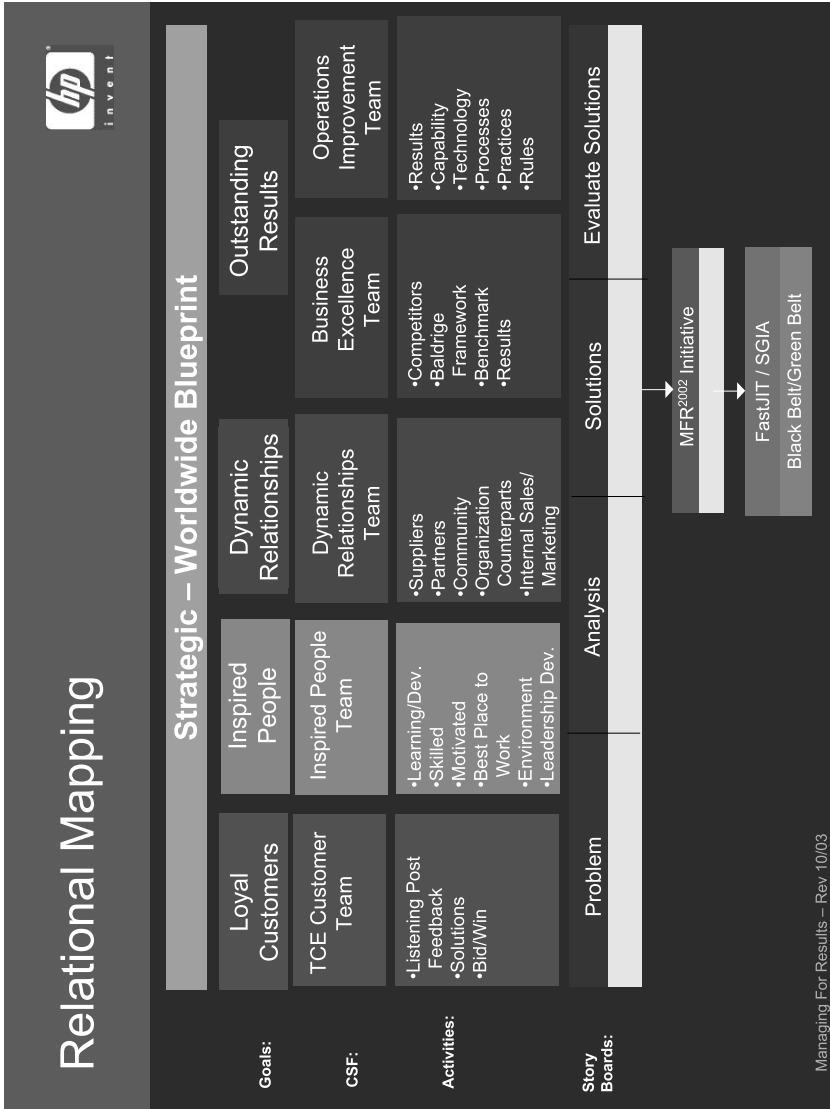 Relational Mapping
hp
invent
Strategic – Worldwide Blueprint
Goals:
Loyal
Customers
Inspired
People
Dynamic
Relationships
Outstanding
Results
CSF:
TCE Customer
Team
Inspired People
Team
Dynamic
Relationships
Team
Business
Excellence
Team
Operations
Improvement
Team
Activities:
•Listening Post
Feedback
•Solutions
•Bid/Win
•Learning/Dev.
•Skilled
•Motivated
•Best Place to
Work
•Environment
•Leadership Dev.
•Suppliers
•Partners
•Community
•Organization
Counterparts
•Internal Sales/
Marketing
•Competitors
•Baldrige
Framework
•Benchmark
•Results
•Results
•Capability
•Technology
•Processes
•Practices
•Rules
Story
Boards:
Problem
Analysis
Solutions
Evaluate Solutions
MFR2002 Initiative
FastJIT / SGIA
Black Belt/Green Belt
Managing For Results – Rev 10/03